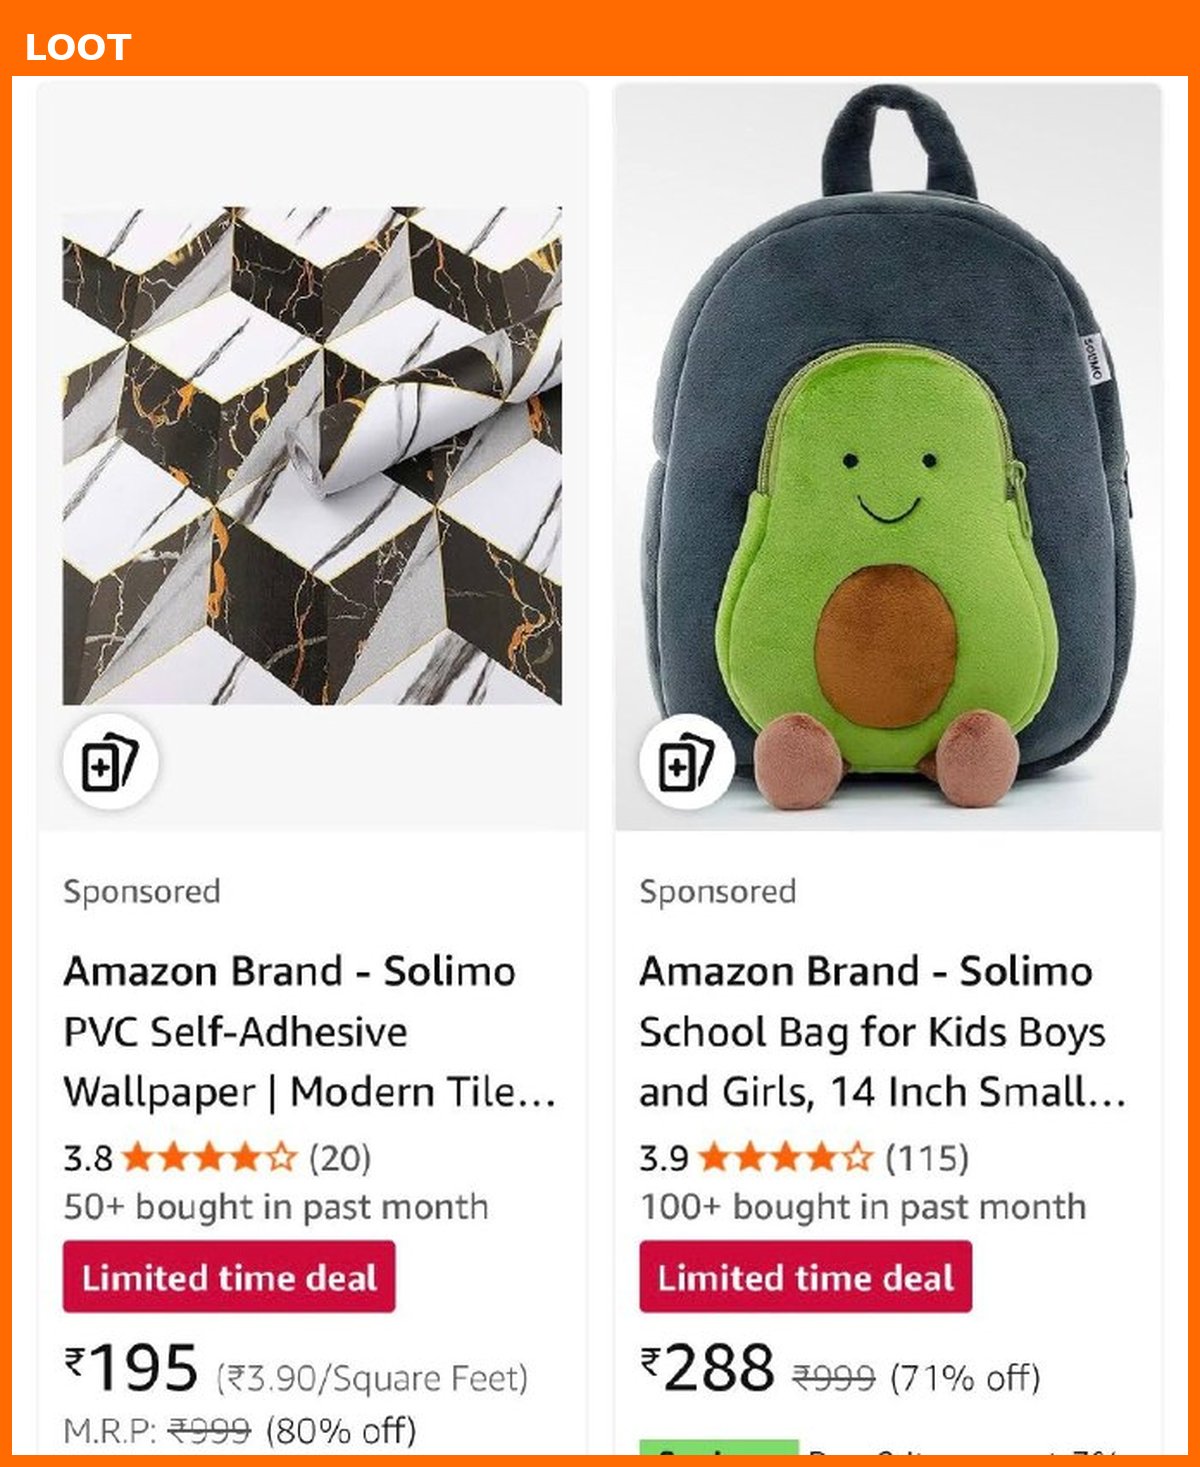 LOOT
SOLIMO
Sponsored
Amazon Brand - Solimo
PVC Self-Adhesive
Wallpaper | Modern Tile...
3.8 (20)
50+ bought in past month
Limited time deal
₹195 (₹3.90/Square Feet)
M.R.P: ₹999 (80% off)
Sponsored
Amazon Brand - Solimo
School Bag for Kids Boys
and Girls, 14 Inch Small...
3.9 (115)
100+ bought in past month
Limited time deal
₹288 ₹999 (71% off)